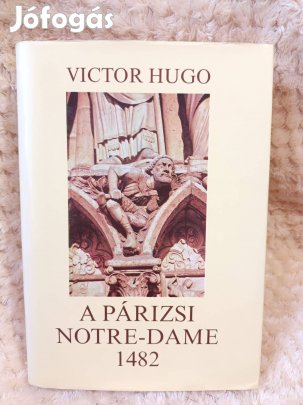 Jófogás
VICTOR HUGO
A PÁRIZSI
NOTRE-DAME
1482